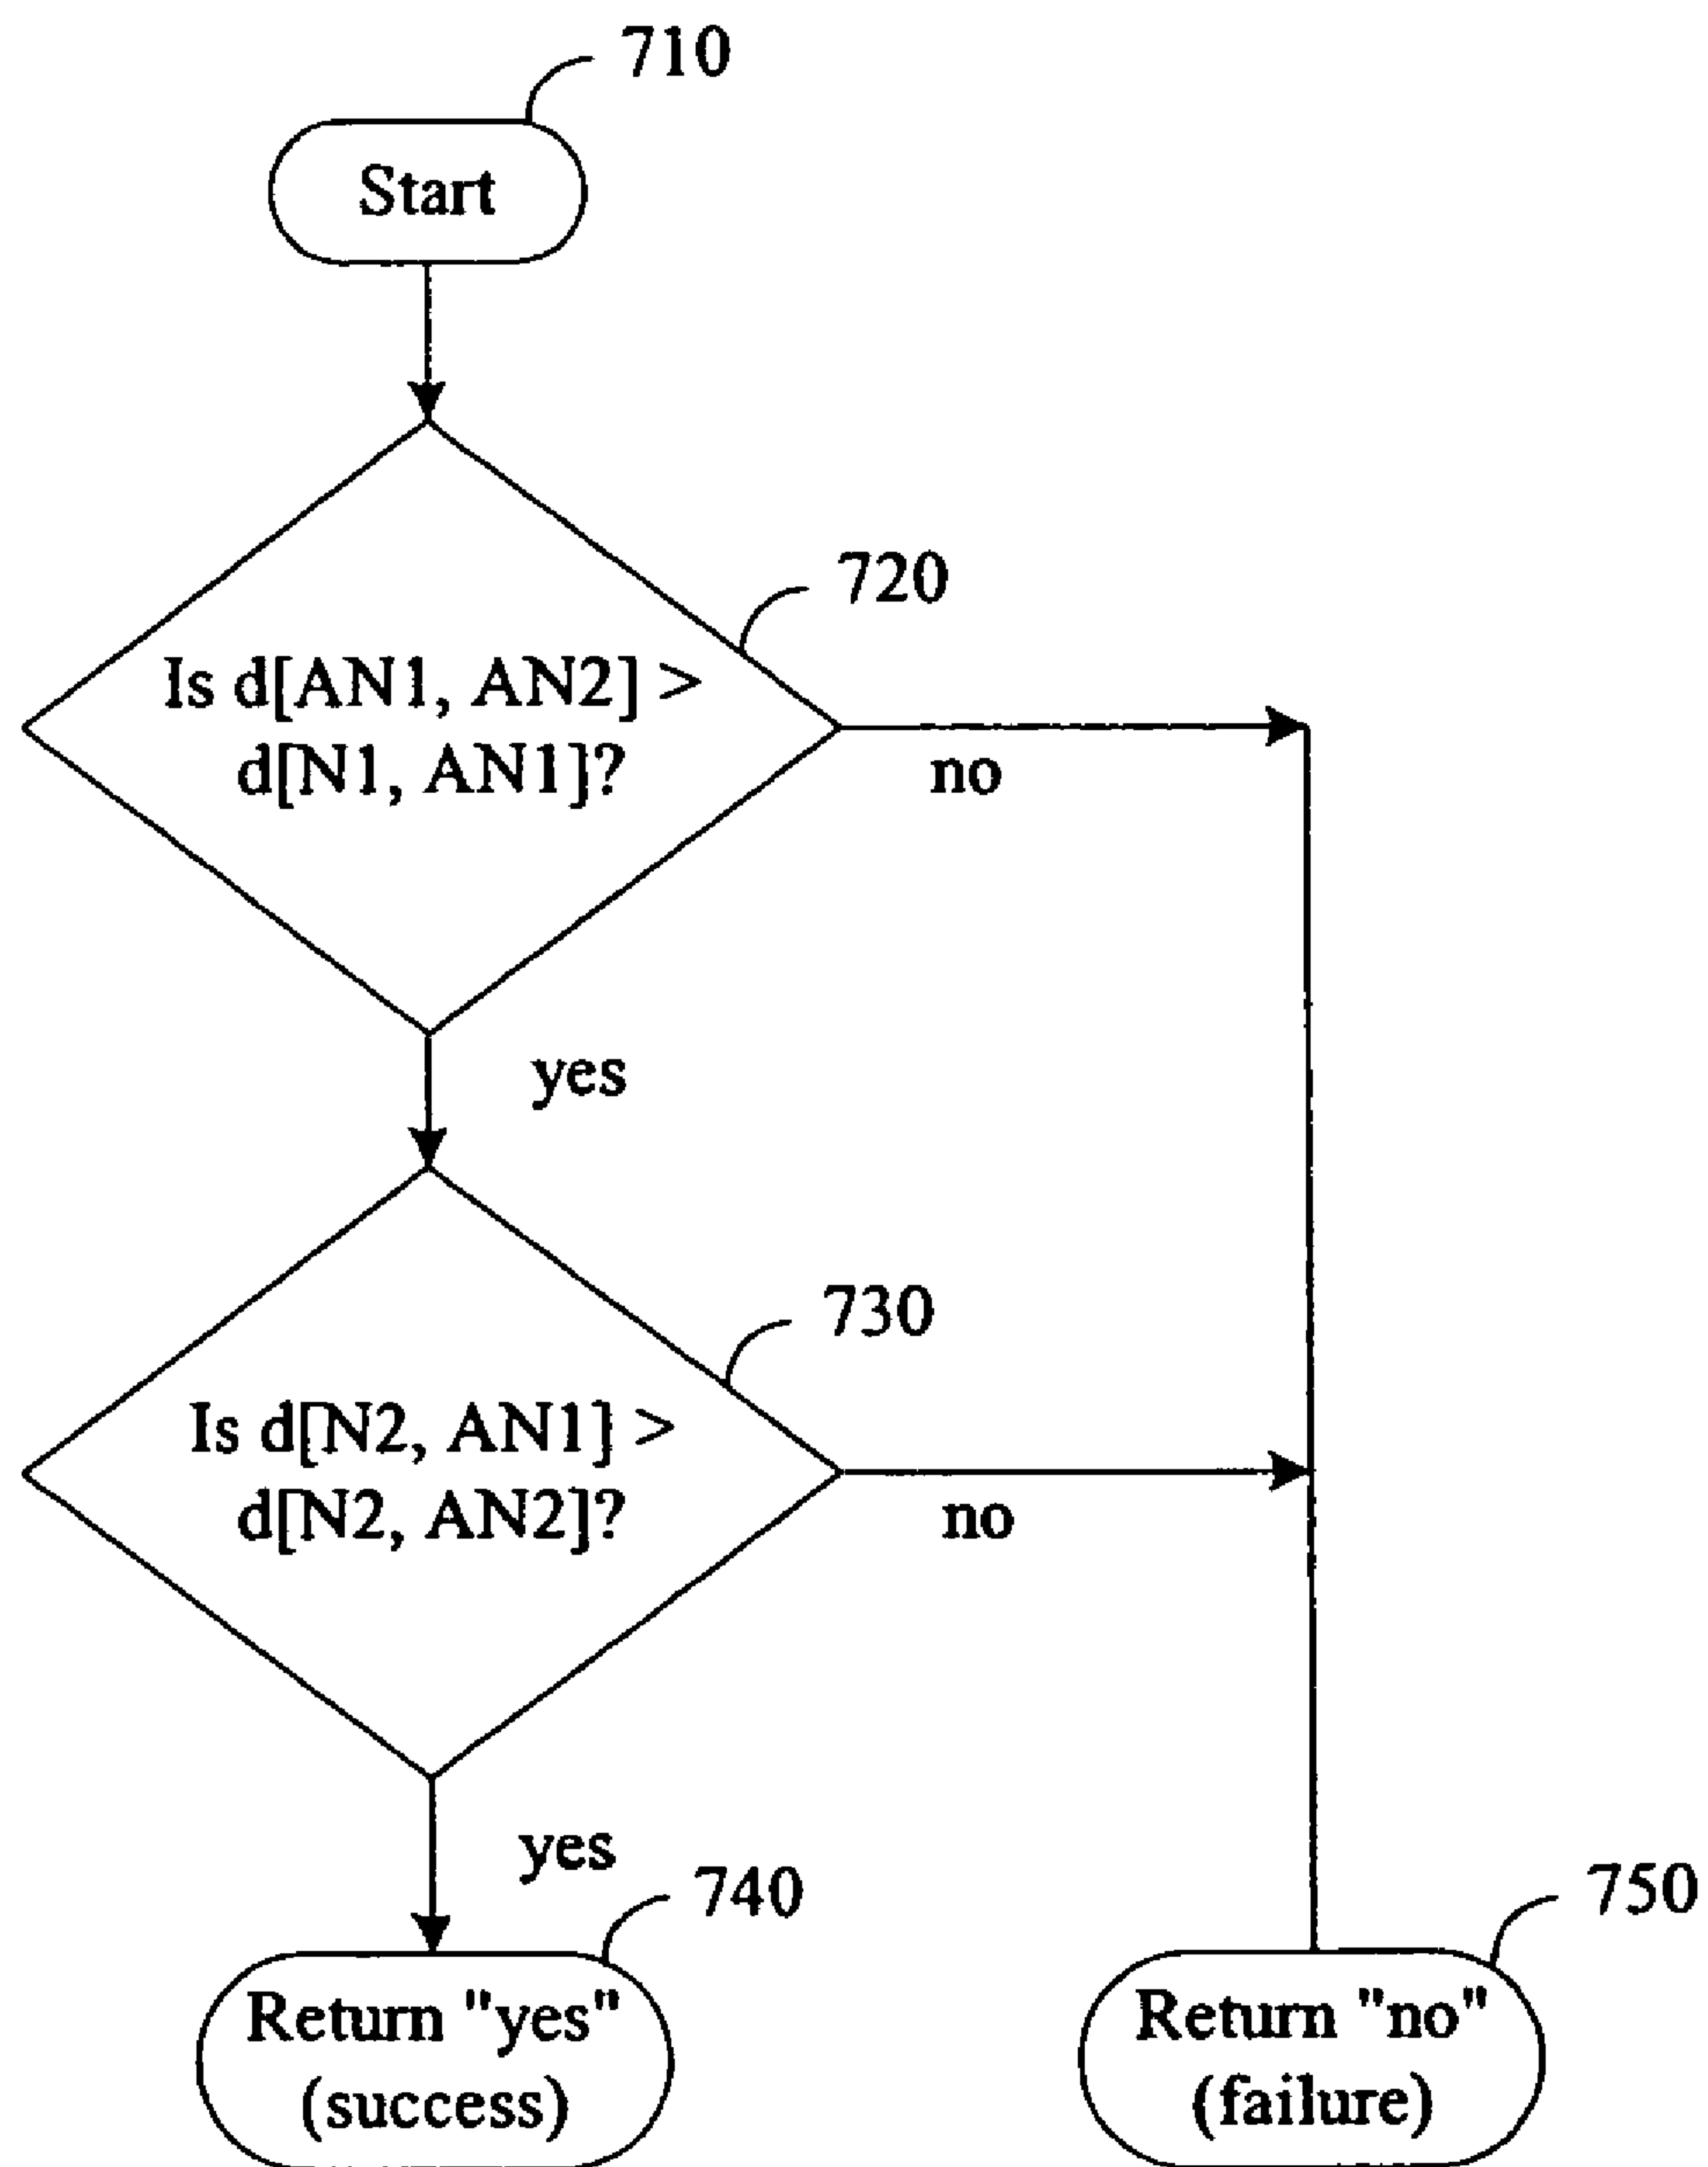 710
Start
720
Is d[AN1, AN2] >
d[N1, AN1]?
no
yes
730
Is d[N2, AN1] >
d[N2, AN2]?
no
yes
740
750
Return "yes"
(success)
Return "no"
(failure)